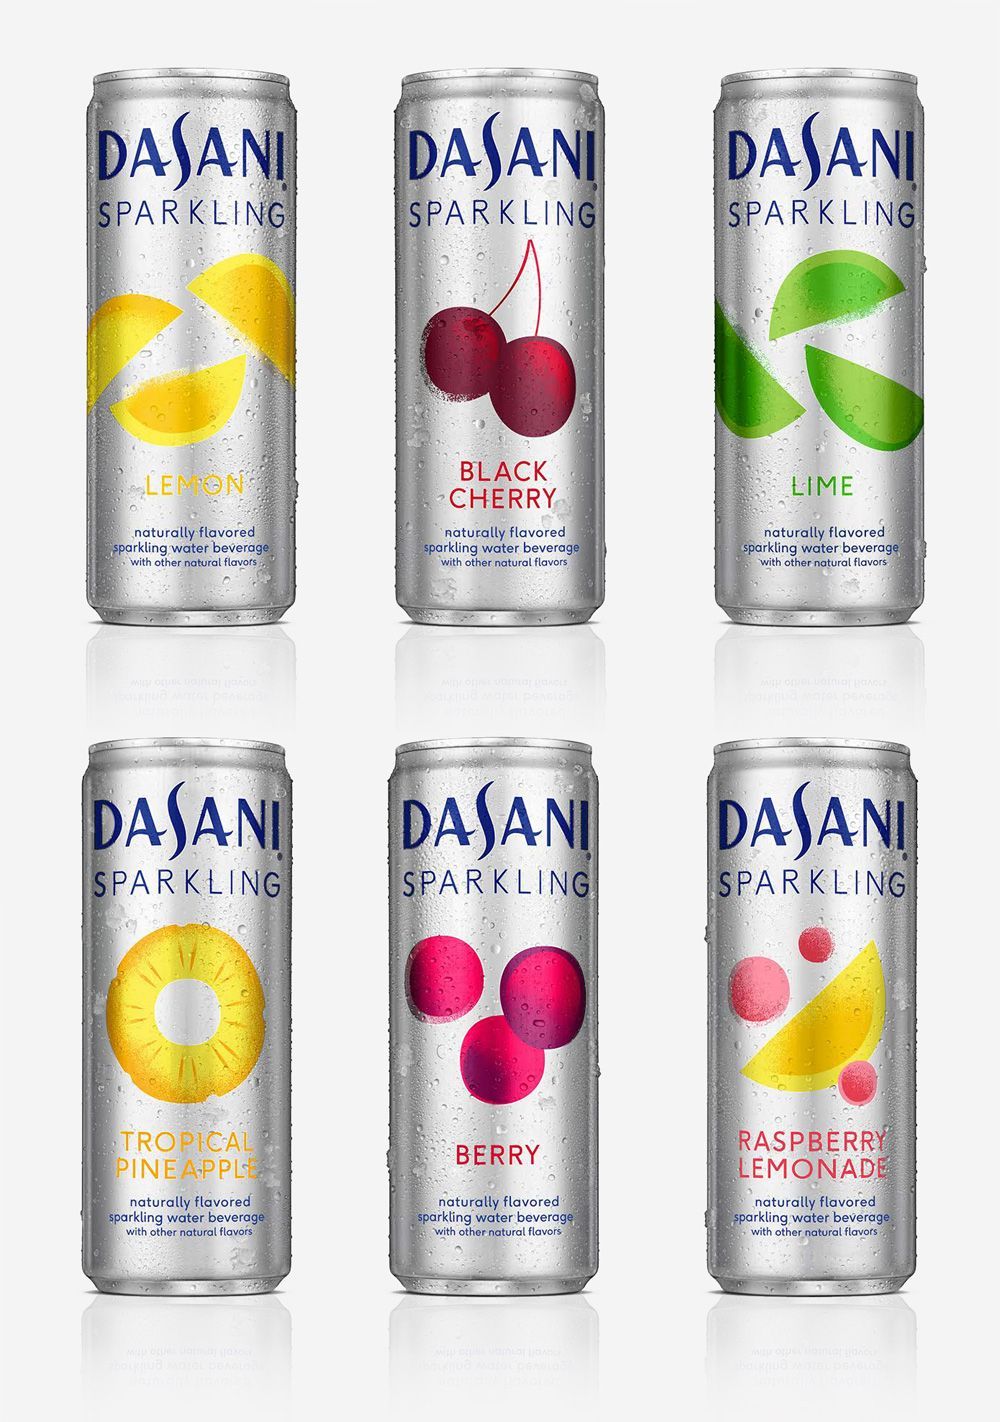 DASANI
SPARKLING
LEMON
naturally flavored
sparkling water beverage
with other natural flavors
DASANI
SPARKLING
BLACK
CHERRY
naturally flavored
sparkling water beverage
with other natural flavors
DASANI
SPARKLING
LIME
naturally flavored
sparkling water beverage
with other natural flavors
DASANI
SPARKLING
TROPICAL
PINEAPPLE
naturally flavored
sparkling water beverage
with other natural flavors
DASANI
SPARKLING
BERRY
naturally flavored
sparkling water beverage
with other natural flavors
DASANI
SPARKLING
RASPBERRY
LEMONADE
naturally flavored
sparkling water beverage
with other natural flavors